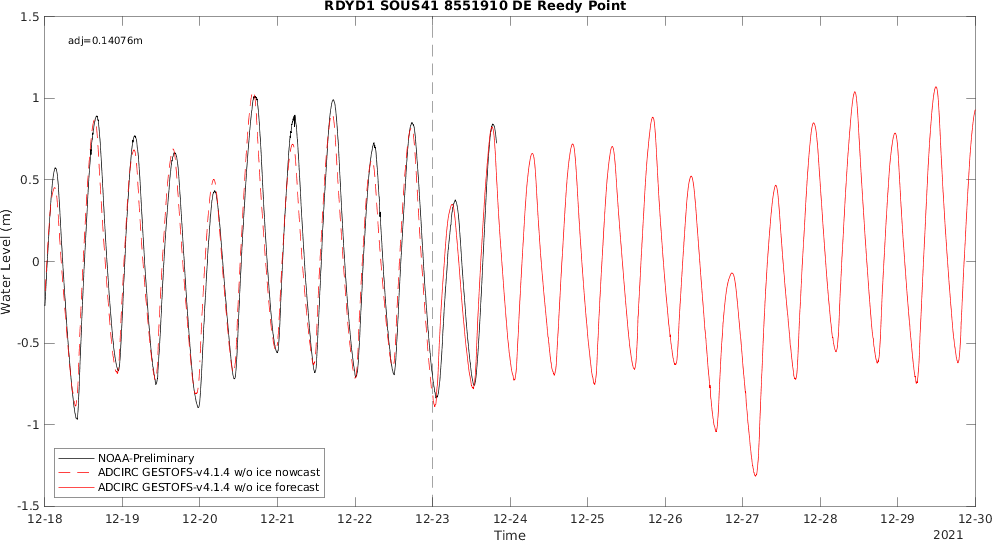 RDYD1 SOUS41 8551910 DE Reedy Point
adj=0.14076m
1.5
1
0.5
0
-0.5
-1
-1.5
Water Level (m)
NOAA-Preliminary
ADCIRC GESTOFS-v4.1.4 w/o ice nowcast
ADCIRC GESTOFS-v4.1.4 w/o ice forecast
12-18 12-19 12-20 12-21 12-22 12-23 12-24 12-25 12-26 12-27 12-28 12-29 12-30
Time
2021